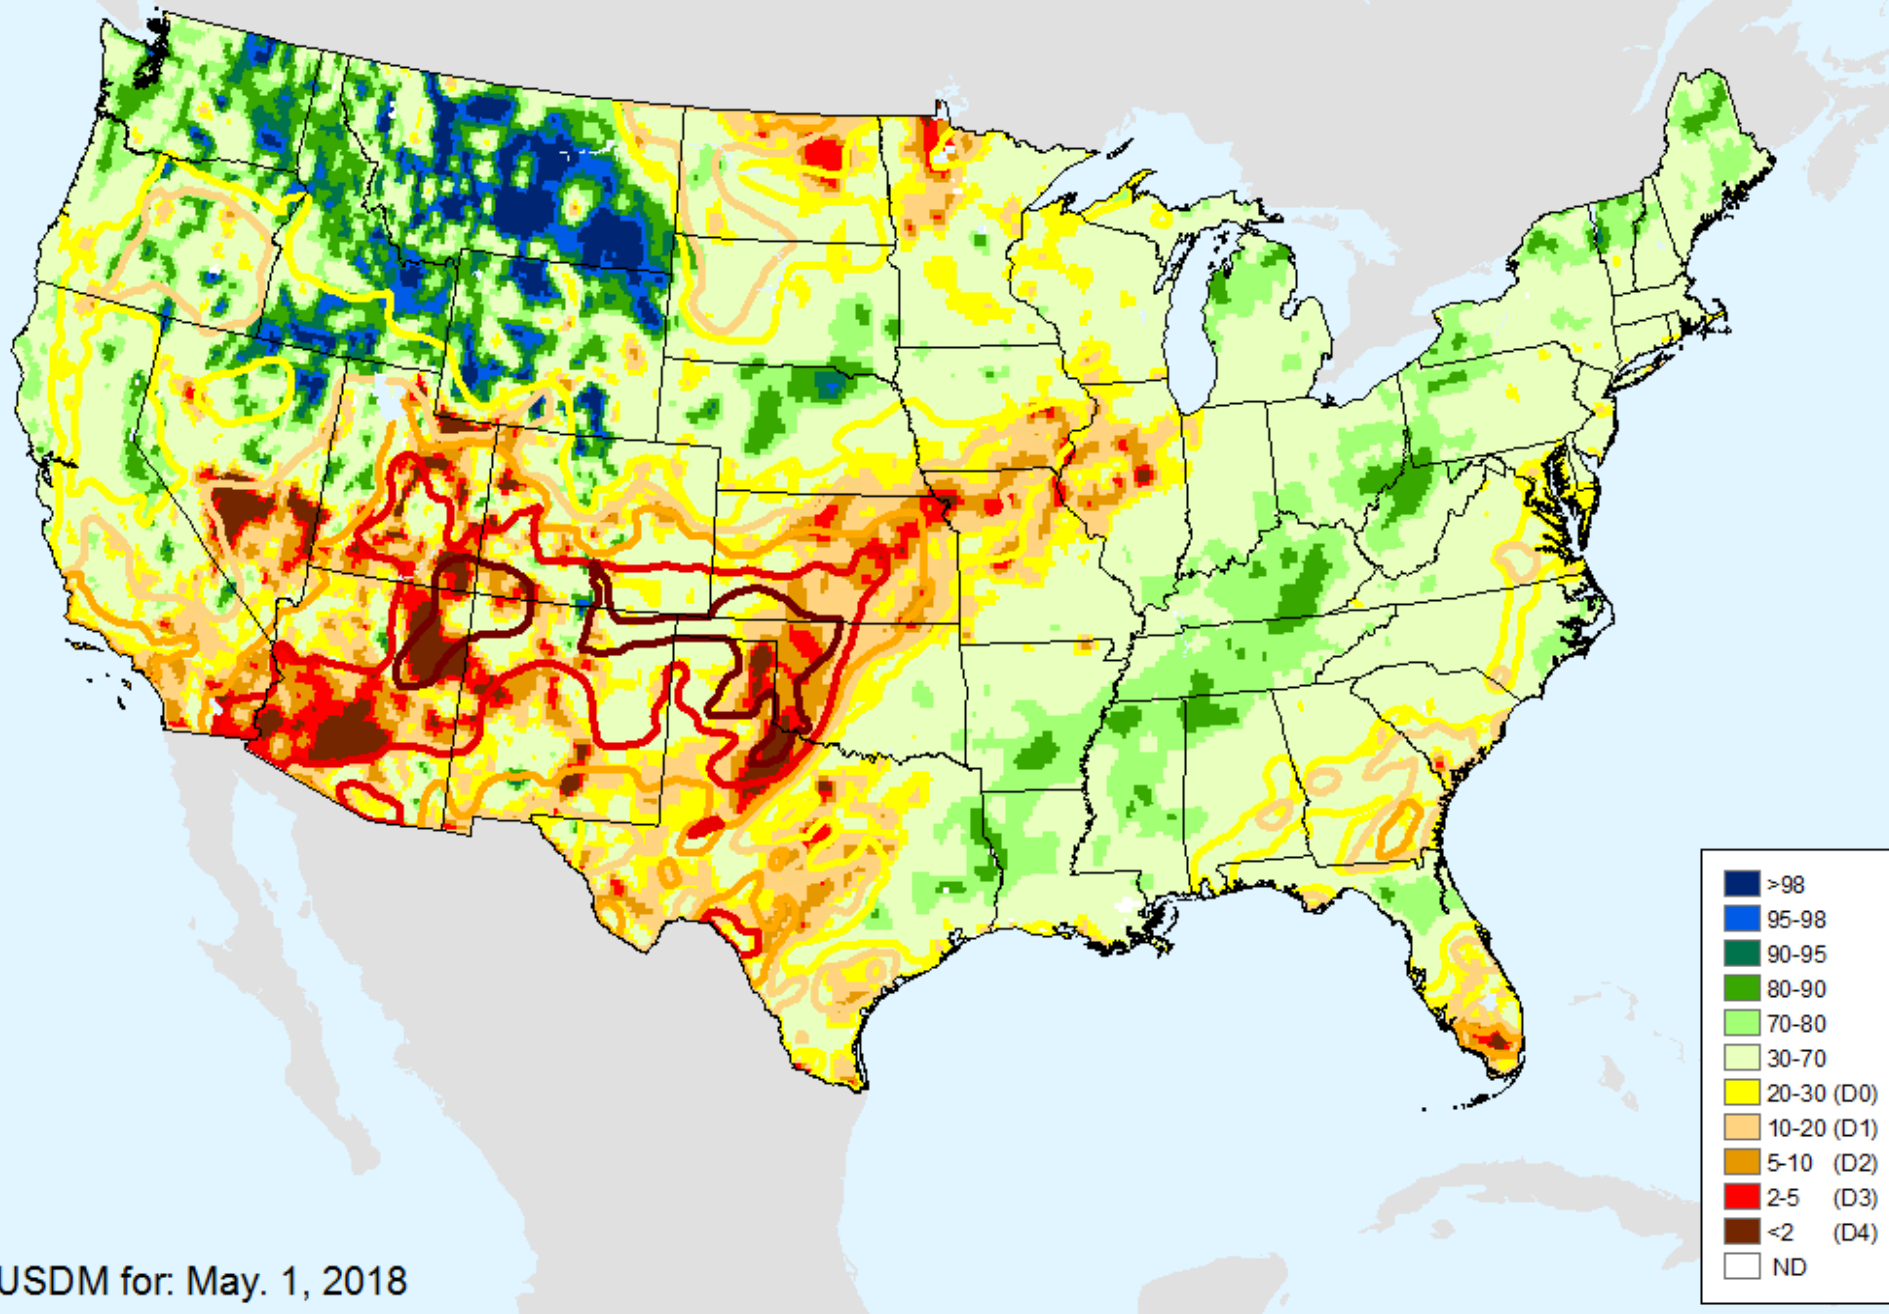 >98
95-98
90-95
80-90
70-80
30-70
20-30 (D0)
10-20 (D1)
5-10 (D2)
2-5 (D3)
<2 (D4)
ND
USDM for: May. 1, 2018